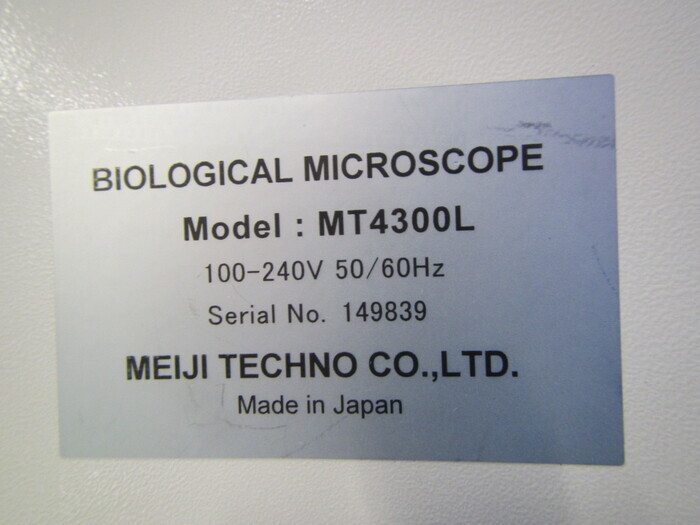 BIOLOGICAL MICROSCOPE
Model : MT4300L
100-240V 50/60Hz
Serial No. 149839
MEIJI TECHNO CO.,LTD.
Made in Japan